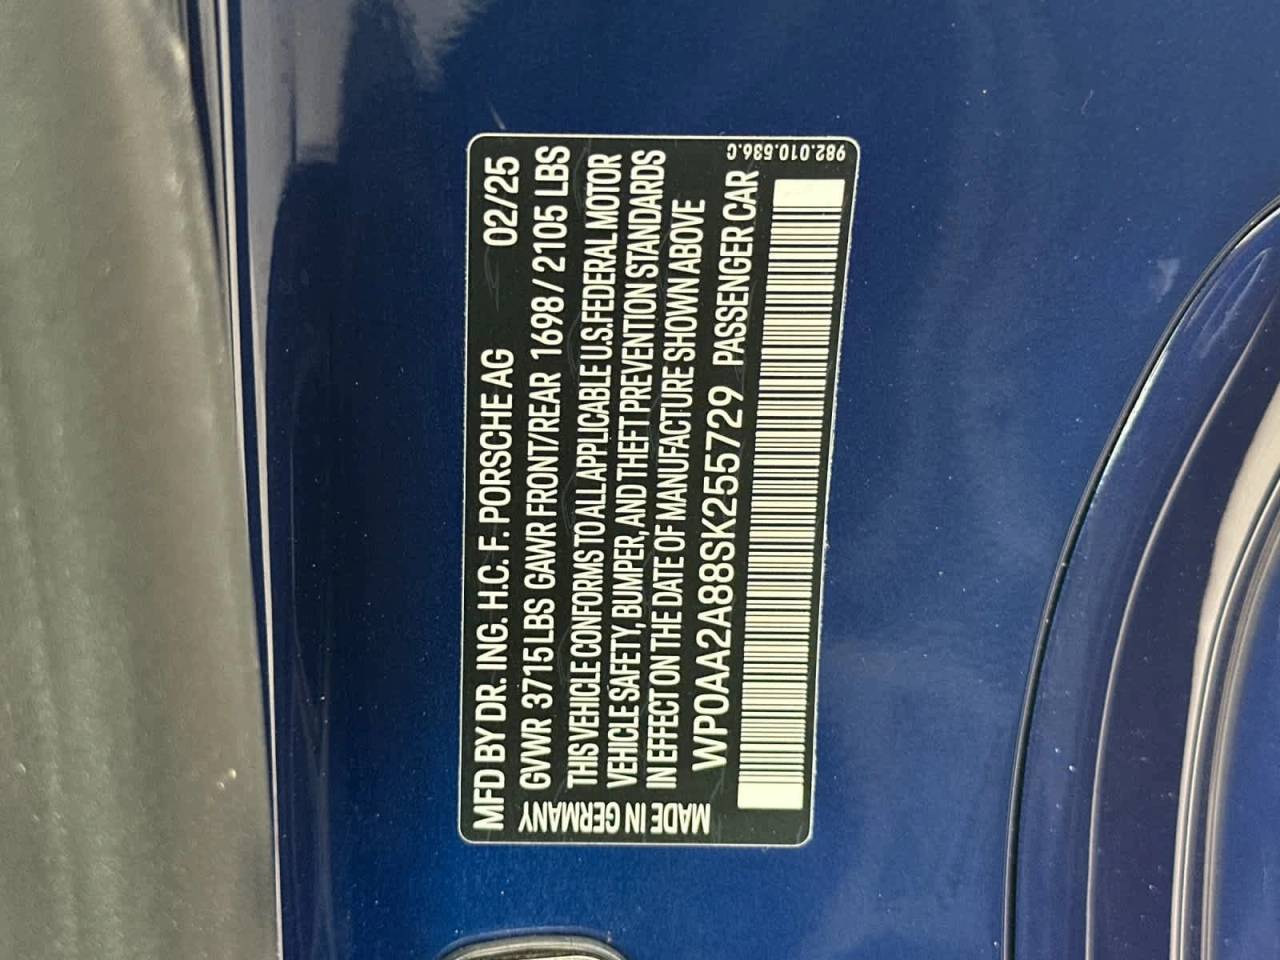 MFD BY DR. ING. H.C. F. PORSCHE AG 02/25
GVWR 3715 LBS GAWR FRONT/REAR 1698 / 2105 LBS
THIS VEHICLE CONFORMS TO ALL APPLICABLE U.S. FEDERAL MOTOR
VEHICLE SAFETY, BUMPER, AND THEFT PREVENTION STANDARDS
IN EFFECT ON THE DATE OF MANUFACTURE SHOWN ABOVE
WP0AA2A88SK255729 PASSENGER CAR
MADE IN GERMANY
982.010.536.C